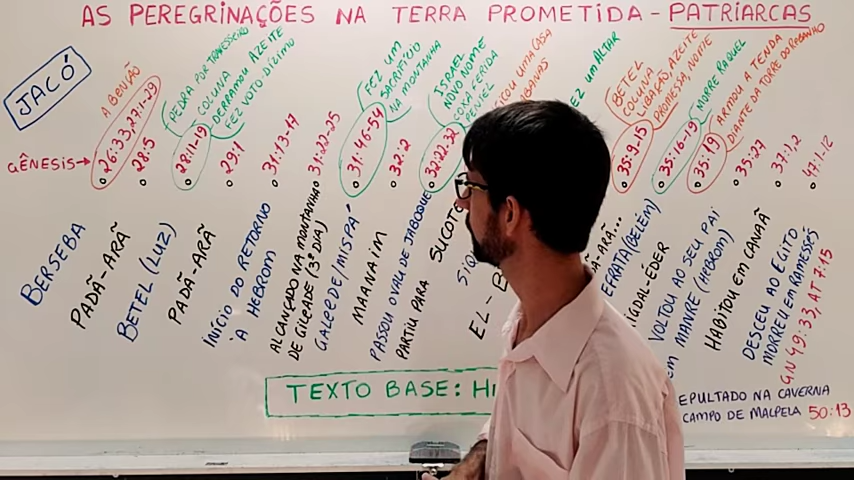 AS PEREGRINAÇÕES NA TERRA PROMETIDA - PATRIARCAS
JACÓ
GÊNESIS→
A BENÇÃO
26:33, 27:1-29
BERSEBA
28:5
PADÃ-ARÃ
PEDRA POR TRAVESSEIRO
COLUNA
DERRAMOU AZEITE
FEZ VOTO: DÍZIMO
28:11-19
BETEL (LUZ)
29:1
PADÃ-ARÃ
31:13-17
INÍCIO DO RETORNO
À HEBROM
31:22-25
ALCANÇADO NA MONTANHA
DE GILEADE (3º DIA)
FEZ UM
SACRIFÍCIO
NA MONTANHA
31:46-54
GALEEDE/MISPÁ
32:2
MAANAIM
ISRAEL
NOVO NOME
COXA FERIDA
PENIEL
32:22-32
PASSOU O VAU DE JABOQUE
UMA CASA
PARTIU PARA SUCOTE
UM ALTAR
EL-
BETEL
COLUNA
LIBAÇÃO, AZEITE
PROMESSA, NOME
35:9-15
MORRE RAQUEL
35:16-19
EFRATA (BELÉM)
ARMOU A TENDA
DIANTE DA TORRE DO REBANHO
35:19
35:27
VOLTOU AO SEU PAI
EM MANRE (HEBROM)
37:1,2
HABITOU EM CANAÃ
47:1-12
DESCEU AO EGITO
MORREU EM RAMESSÉS
GN 49:33, AT 7:15
TEXTO BASE:
EPULTADO NA CAVERNA
CAMPO DE MALPELA 50:13